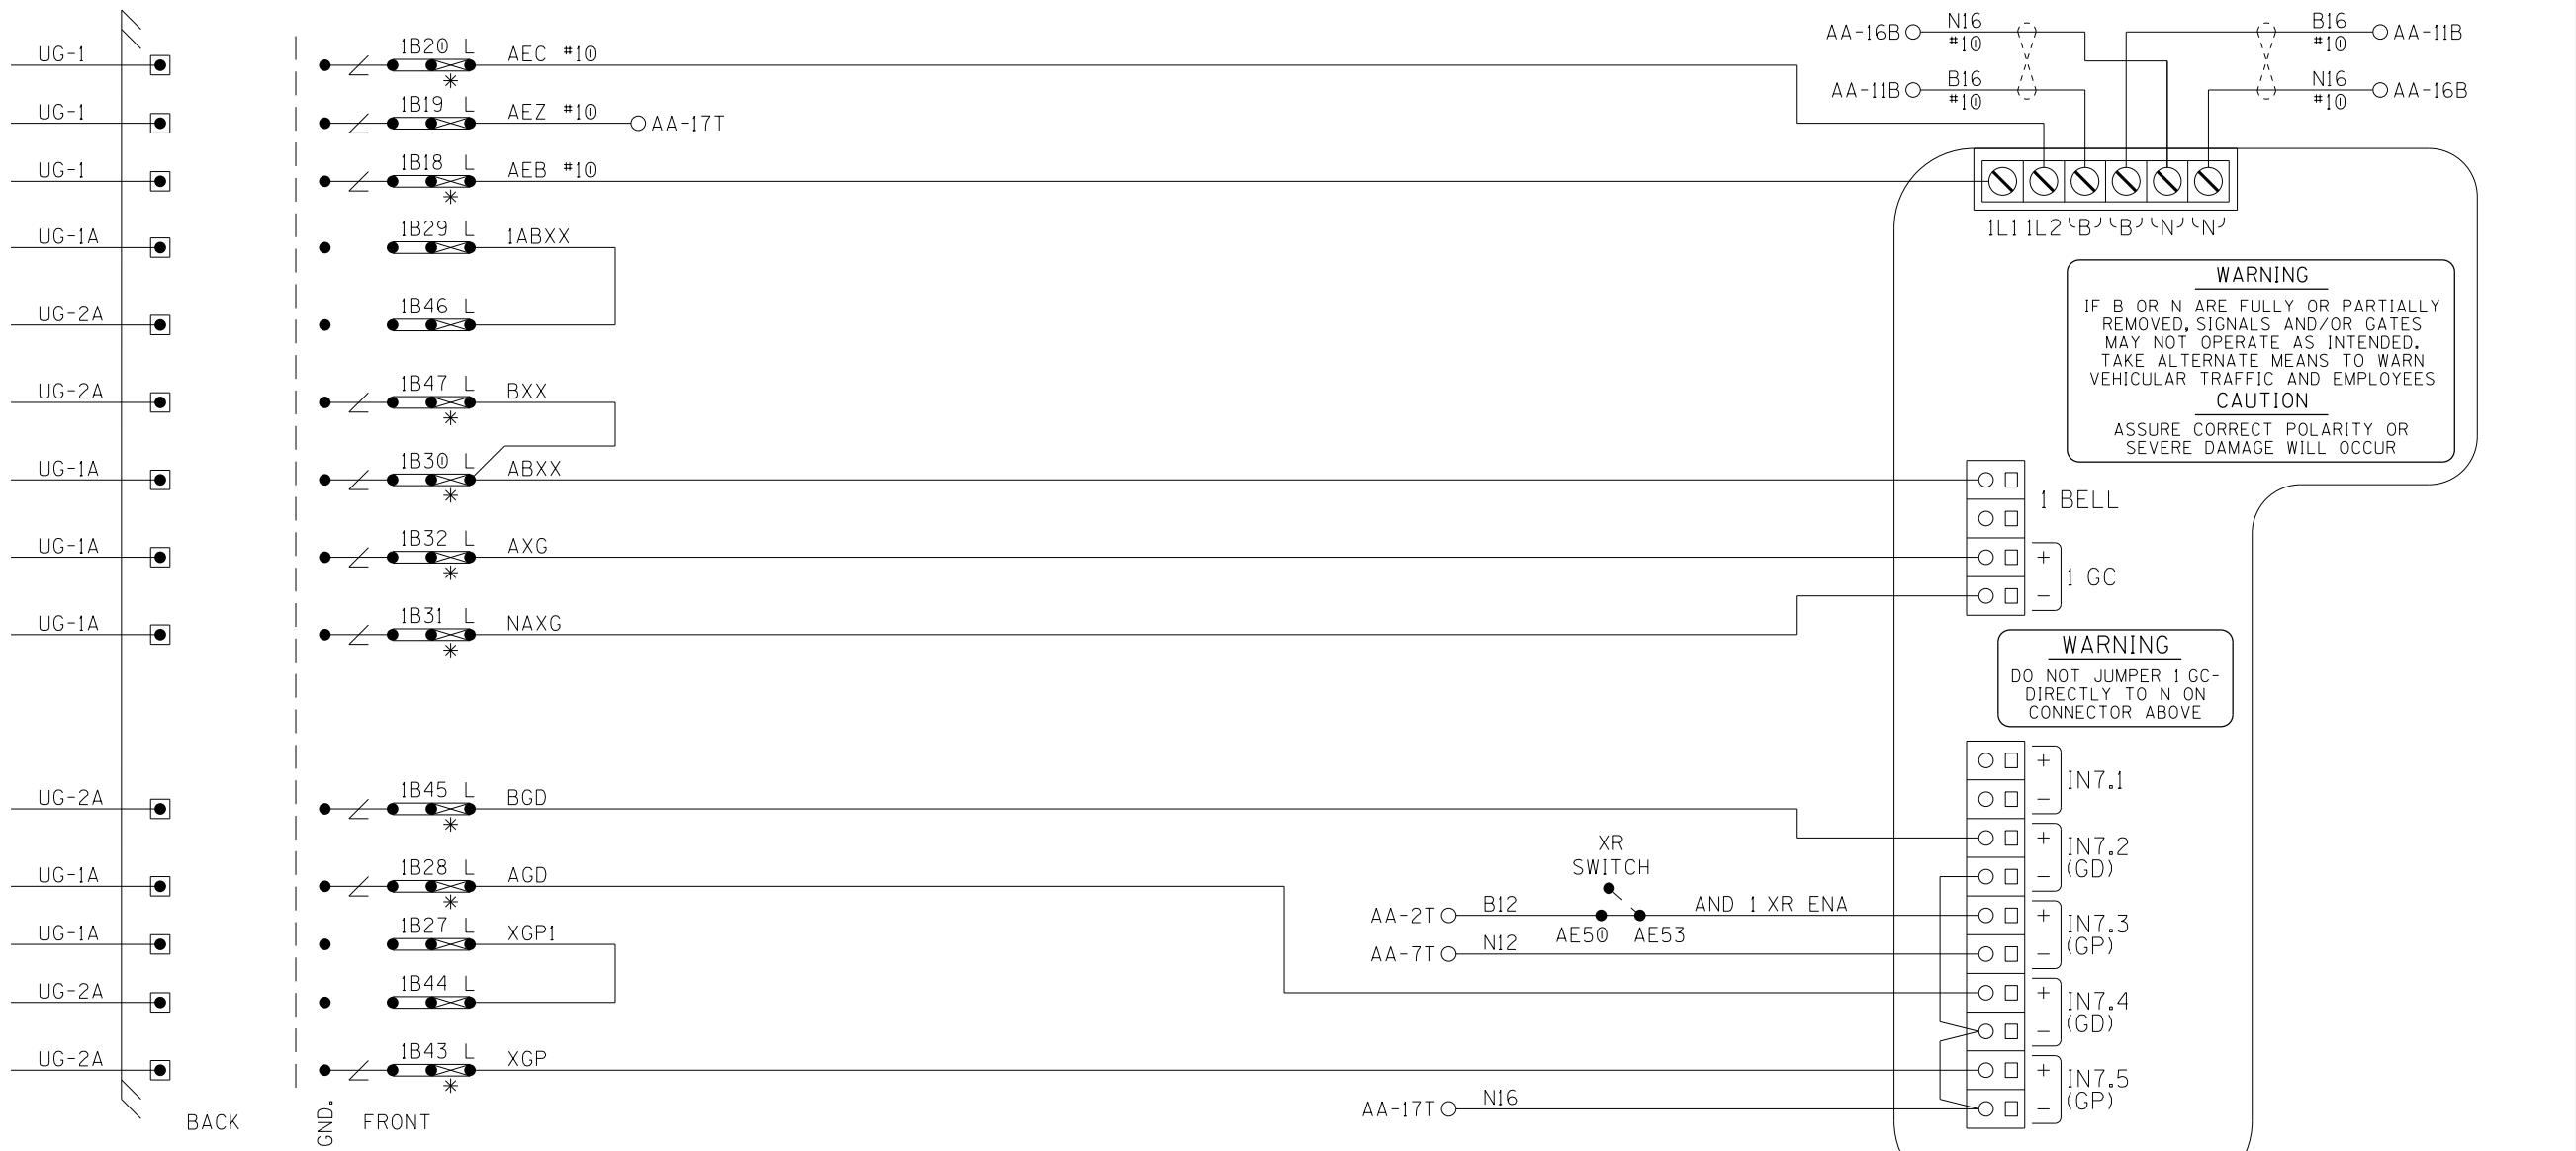 UG-1 1B20 L AEC #10
UG-1 1B19 L AEZ #10 AA-17T
UG-1 1B18 L AEB #10
UG-1A 1B29 L 1ABXX
UG-2A 1B46 L
UG-2A 1B47 L BXX
UG-1A 1B30 L ABXX
UG-1A 1B32 L AXG
UG-1A 1B31 L NAXG
UG-2A 1B45 L BGD
UG-1A 1B28 L AGD
UG-1A 1B27 L XGP1
UG-2A 1B44 L
UG-2A 1B43 L XGP
* * * * * * * * * *
BACK
GND.
FRONT
AA-16B N16 #10
AA-11B B16 #10
B16 #10 AA-11B
N16 #10 AA-16B
1L1 1L2 B B N N
WARNING
IF B OR N ARE FULLY OR PARTIALLY
REMOVED, SIGNALS AND/OR GATES
MAY NOT OPERATE AS INTENDED.
TAKE ALTERNATE MEANS TO WARN
VEHICULAR TRAFFIC AND EMPLOYEES
CAUTION
ASSURE CORRECT POLARITY OR
SEVERE DAMAGE WILL OCCUR
1 BELL
+
1 GC
-
WARNING
DO NOT JUMPER 1 GC-
DIRECTLY TO N ON
CONNECTOR ABOVE
+
IN7.1
-
+
IN7.2
(GD)
-
XR
SWITCH
AA-2T B12 AND 1 XR ENA
AE50 AE53
AA-7T N12
+
IN7.3
(GP)
-
+
IN7.4
(GD)
-
+
IN7.5
(GP)
-
AA-17T N16